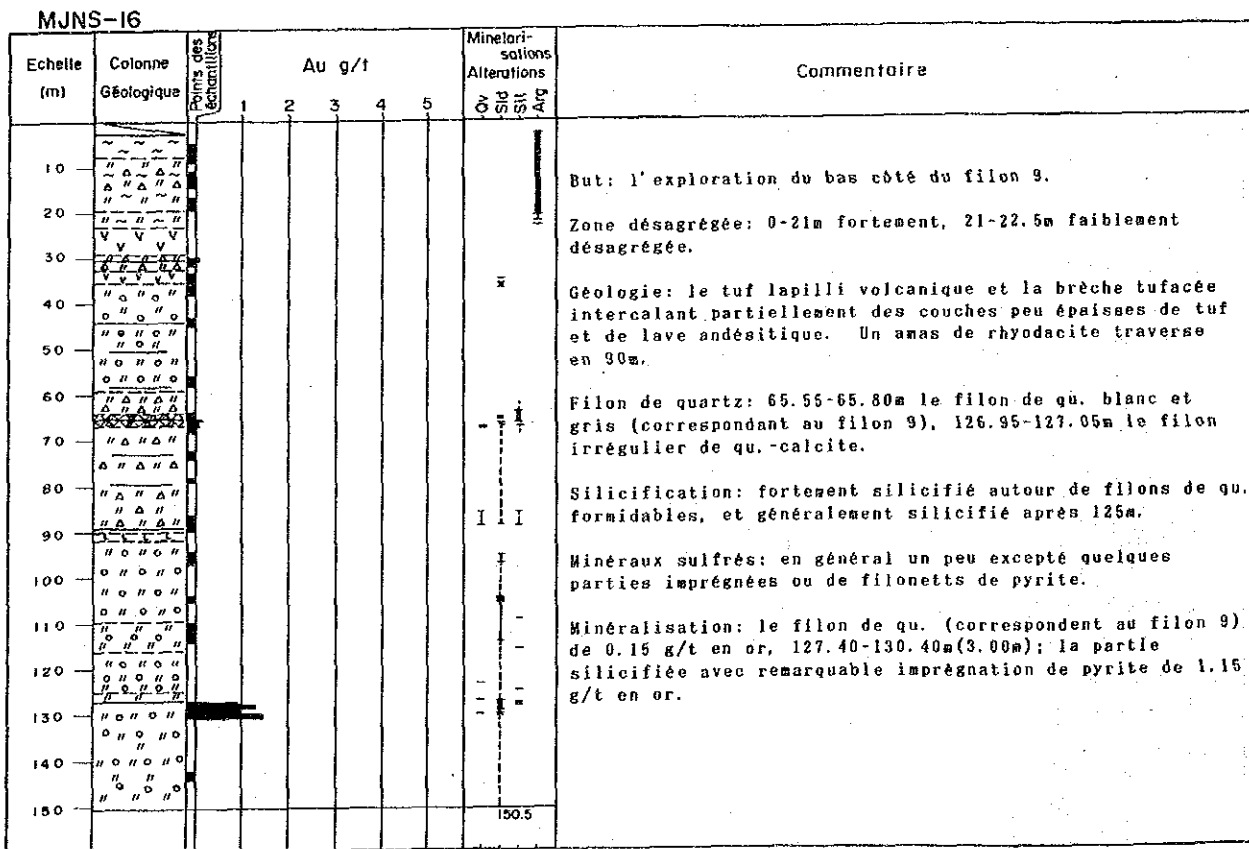 MJNS-16
Echelle
(m)
Colonne
Géologique
Points des
échantillons
Au g/t
1 2 3 4 5
Minelari-
sations
Alterations
Qv
Sld
Sil
Arg
Commentaire
10
20
30
40
50
60
70
80
90
100
110
120
130
140
150
150.5
But: l'exploration du bas côté du filon 9.
Zone désagrégée: 0-21m fortement, 21-22.5m faiblement
désagrégée.
Géologie: le tuf lapilli volcanique et la brèche tufacée
intercalant partiellement des couches peu épaisses de tuf
et de lave andésitique. Un amas de rhyodacite traverse
en 90m.
Filon de quartz: 65.55-65.80m le filon de qu. blanc et
gris (correspondant au filon 9), 126.95-127.05m le filon
irrégulier de qu.-calcite.
Silicification: fortement silicifié autour de filons de qu.
formidables, et généralement silicifié après 125m.
Minéraux sulfrés: en général un peu excepté quelques
parties imprégnées ou de filonetts de pyrite.
Minéralisation: le filon de qu. (correspondent au filon 9)
de 0.15 g/t en or, 127.40-130.40m(3.00m); la partie
silicifiée avec remarquable imprégnation de pyrite de 1.15
g/t en or.